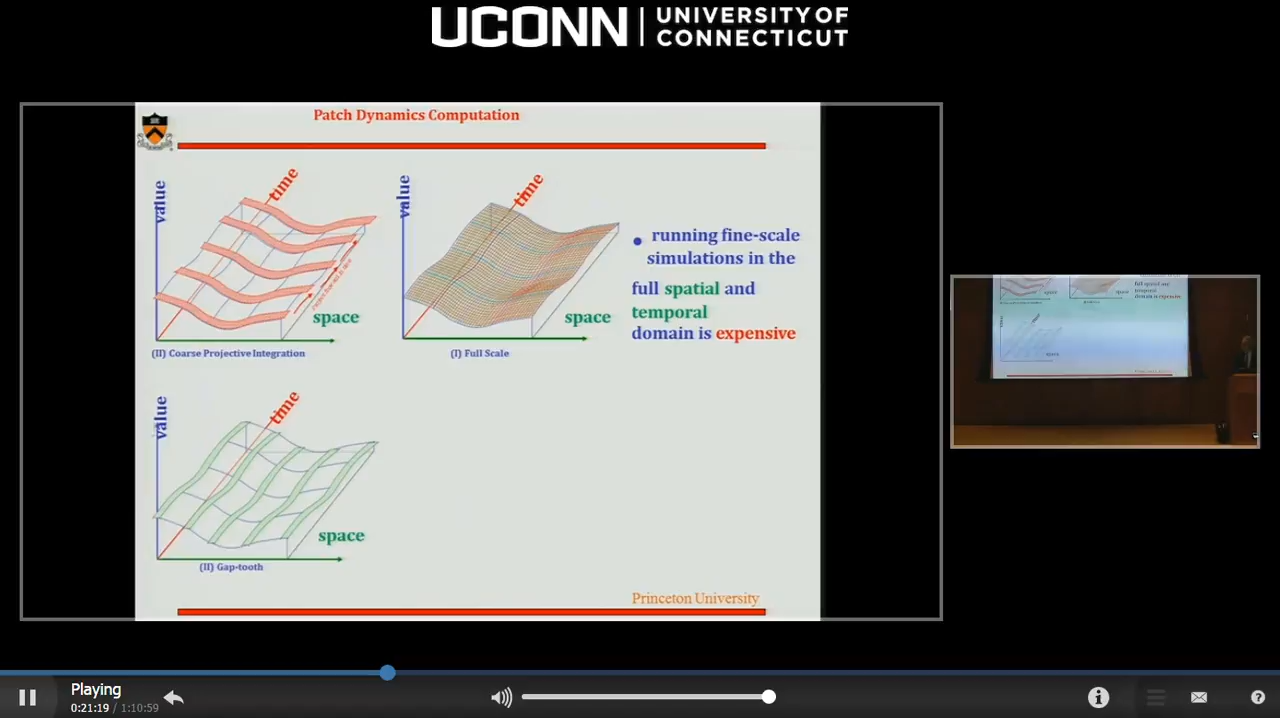 UCONN
UNIVERSITY OF
CONNECTICUT
Patch Dynamics Computation
value
time
space
(II) Coarse Projective Integration
value
time
space
(I) Full Scale
• running fine-scale
simulations in the
full spatial and
temporal
domain is expensive
value
time
space
(II) Gap-tooth
Princeton University
Playing
0:21:19 / 1:10:59